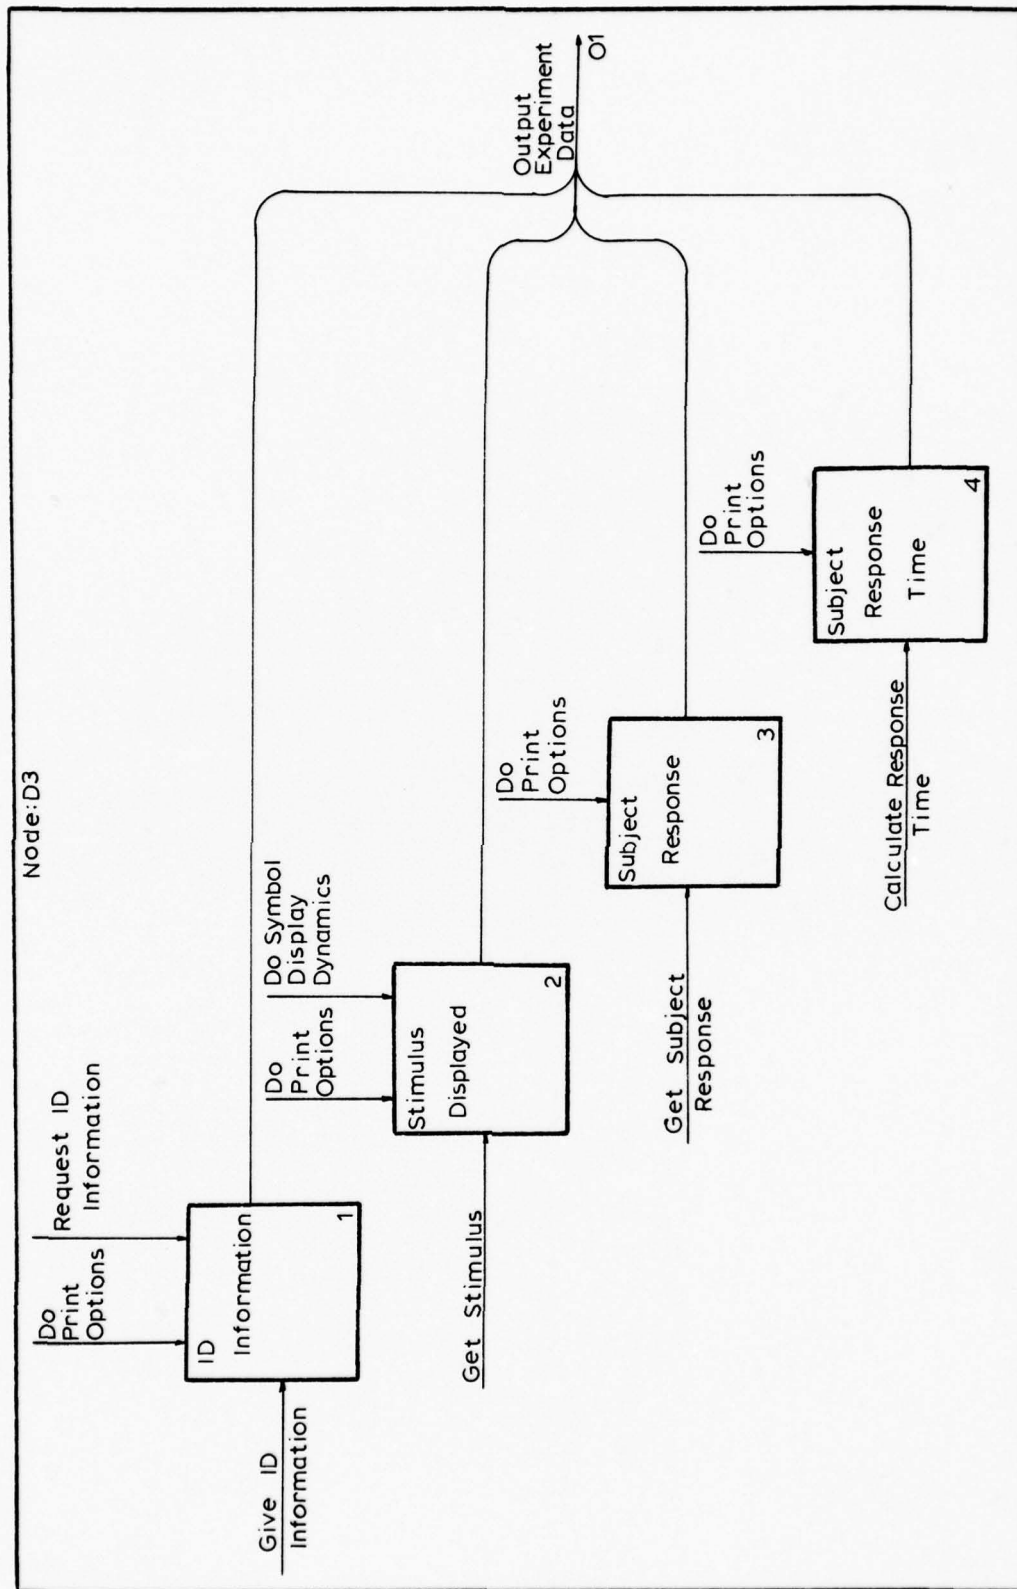 Node:D3
Do
Print
Options
Request ID
Information
Give ID
Information
ID
Information
1
Do
Print
Options
Do Symbol
Display
Dynamics
Get Stimulus
Stimulus
Displayed
2
Do
Print
Options
Get Subject
Response
Subject
Response
3
Do
Print
Options
Calculate Response
Time
Subject
Response
Time
4
Output
Experiment
Data
O1